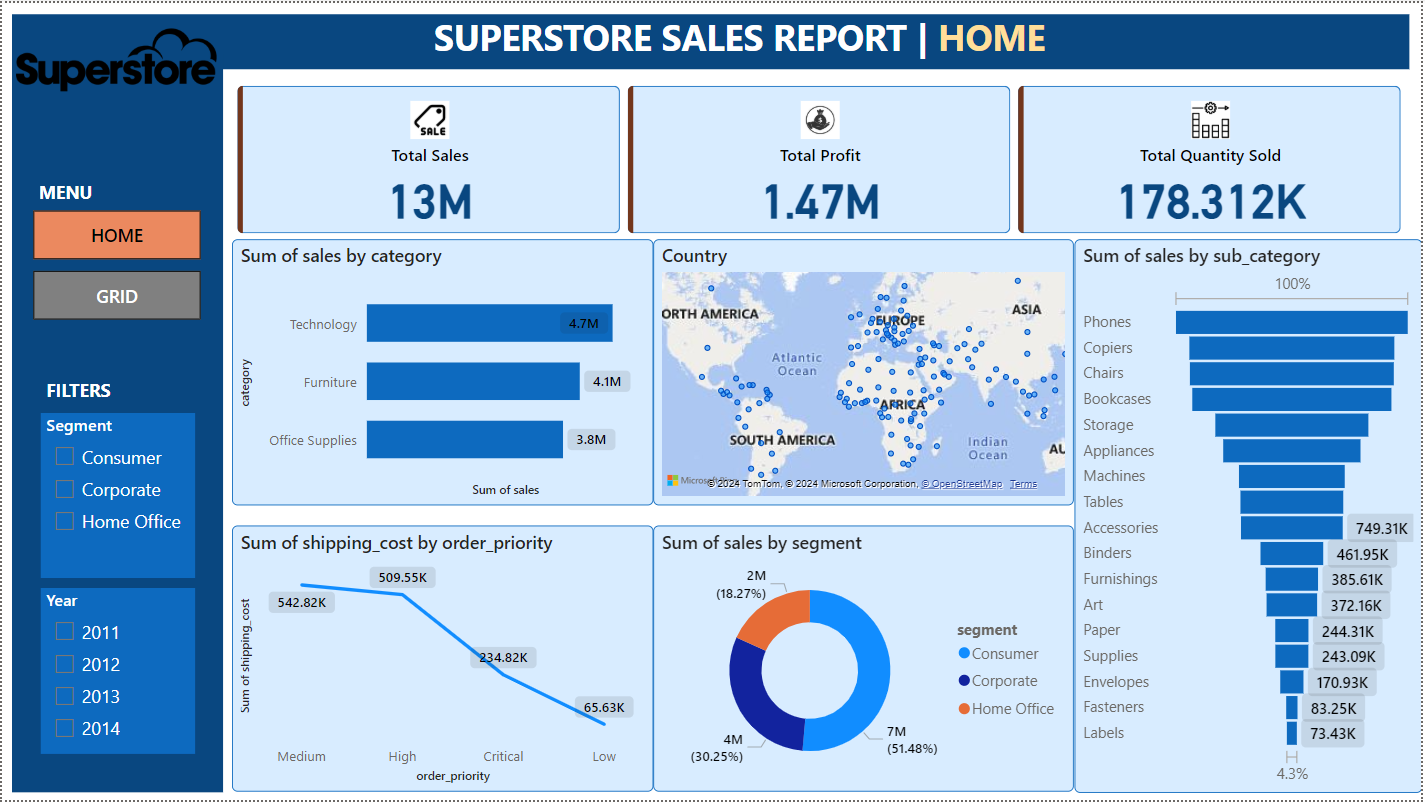 Superstore
SUPERSTORE SALES REPORT | HOME
MENU
HOME
GRID
FILTERS
Segment
Consumer
Corporate
Home Office
Year
2011
2012
2013
2014
SALE
Total Sales
13M
$
Total Profit
1.47M
Total Quantity Sold
178.312K
Sum of sales by category
category
Technology
4.7M
Furniture
4.1M
Office Supplies
3.8M
Sum of sales
Country
ORTH AMERICA
EUROPE
ASIA
Atlantic
Ocean
AFRICA
SOUTH AMERICA
Indian
Ocean
AU
© 2024 TomTom, © 2024 Microsoft Corporation, © OpenStreetMap Terms
Sum of sales by sub_category
100%
Phones
Copiers
Chairs
Bookcases
Storage
Appliances
Machines
Tables
Accessories 749.31K
Binders 461.95K
Furnishings 385.61K
Art 372.16K
Paper 244.31K
Supplies 243.09K
Envelopes 170.93K
Fasteners 83.25K
Labels 73.43K
4.3%
Sum of shipping_cost by order_priority
Sum of shipping_cost
542.82K
509.55K
234.82K
65.63K
Medium High Critical Low
order_priority
Sum of sales by segment
2M
(18.27%)
4M
(30.25%)
7M
(51.48%)
segment
Consumer
Corporate
Home Office